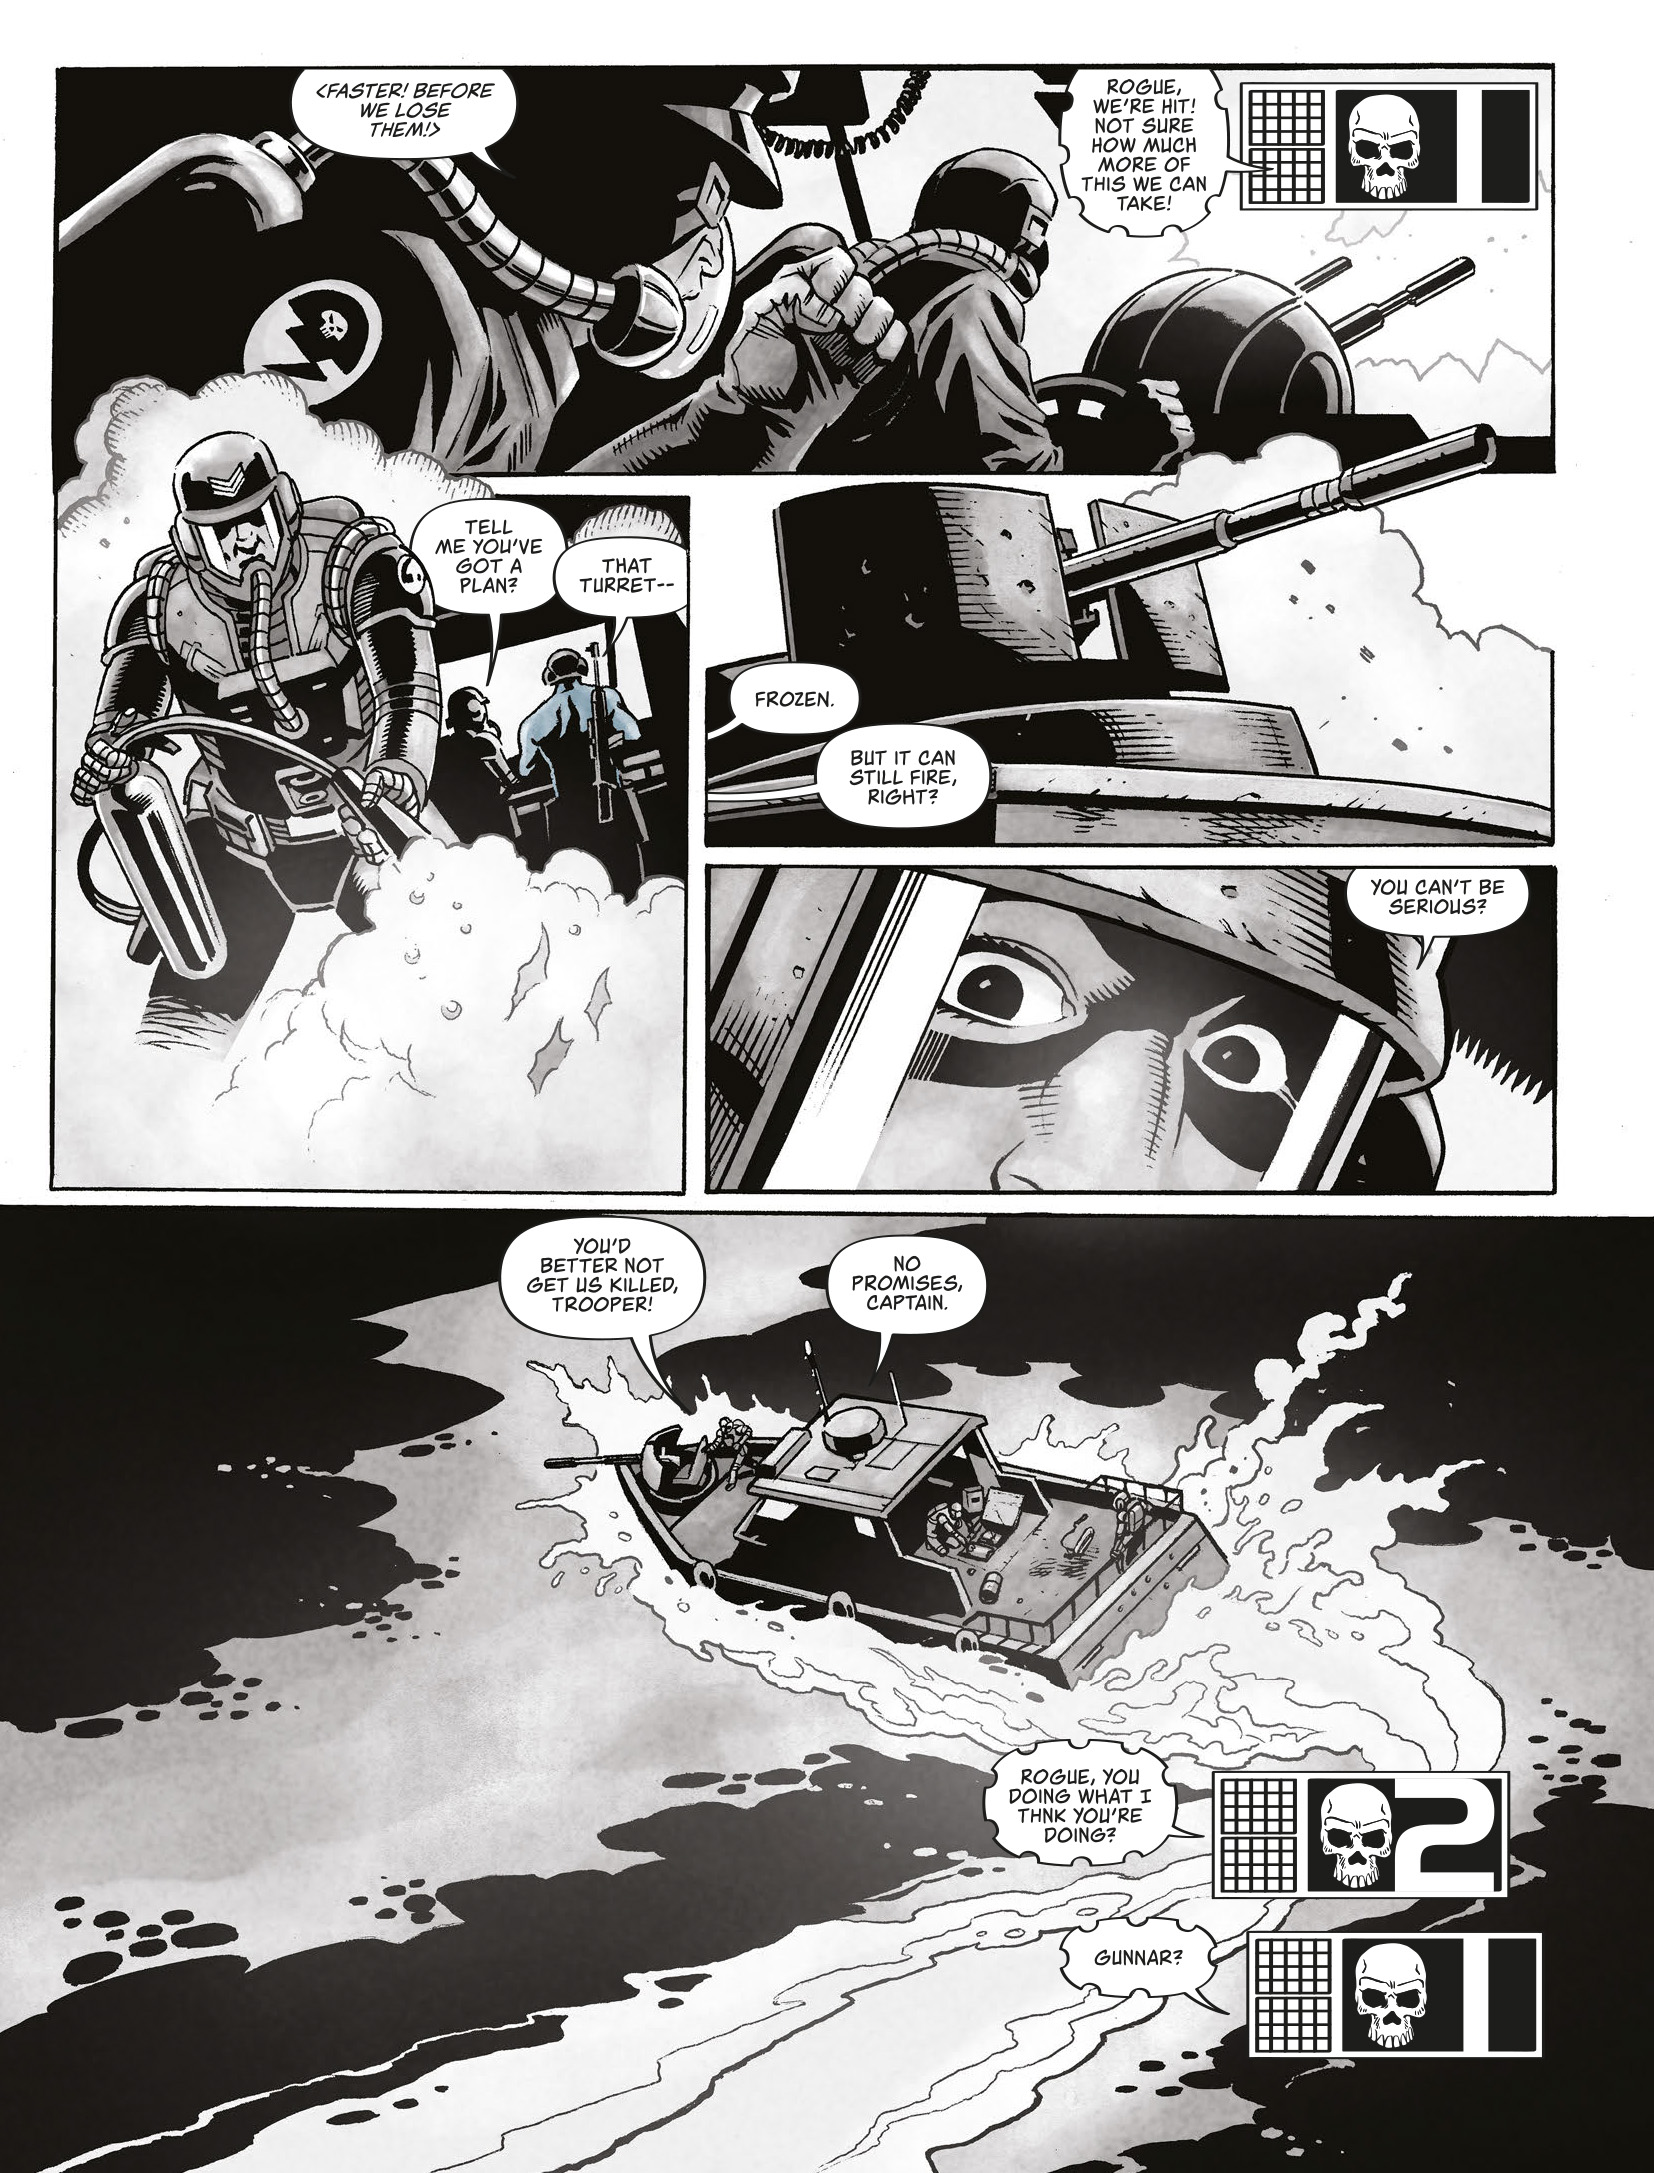 <FASTER! BEFORE
WE LOSE
THEM!>
ROGUE,
WE'RE HIT!
NOT SURE
HOW MUCH
MORE OF
THIS WE CAN
TAKE!
1
TELL
ME YOU'VE
GOT A
PLAN?
THAT
TURRET--
FROZEN.
BUT IT CAN
STILL FIRE,
RIGHT?
YOU CAN'T BE
SERIOUS?
YOU'D
BETTER NOT
GET US KILLED,
TROOPER!
NO
PROMISES,
CAPTAIN.
ROGUE, YOU
DOING WHAT I
THNK YOU'RE
DOING?
2
GUNNAR?
1